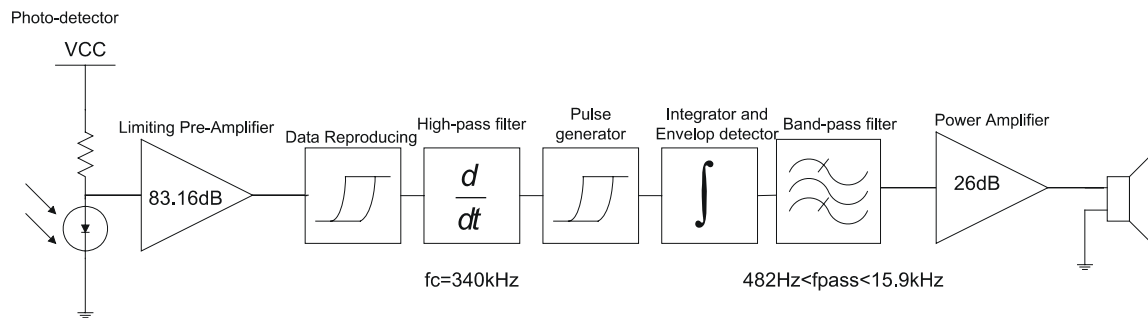 Photo-detector
VCC
Limiting Pre-Amplifier
83.16dB
Data Reproducing
High-pass filter
d
dt
fc=340kHz
Pulse
generator
Integrator and
Envelop detector
∫
Band-pass filter
482Hz<fpass<15.9kHz
Power Amplifier
26dB